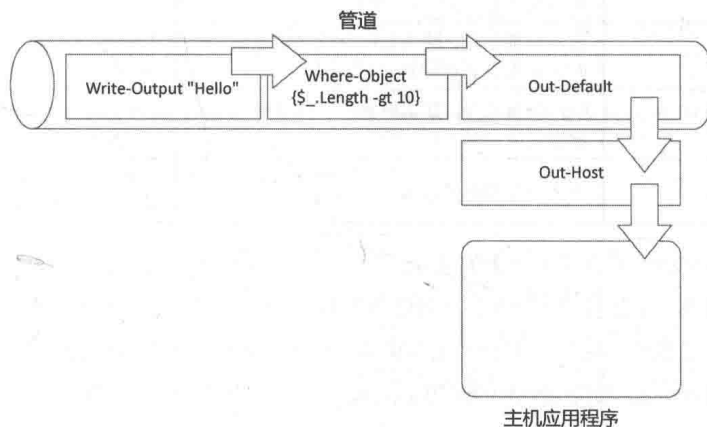 管道
Write-Output "Hello"
Where-Object
{$_.Length -gt 10}
Out-Default
Out-Host
主机应用程序